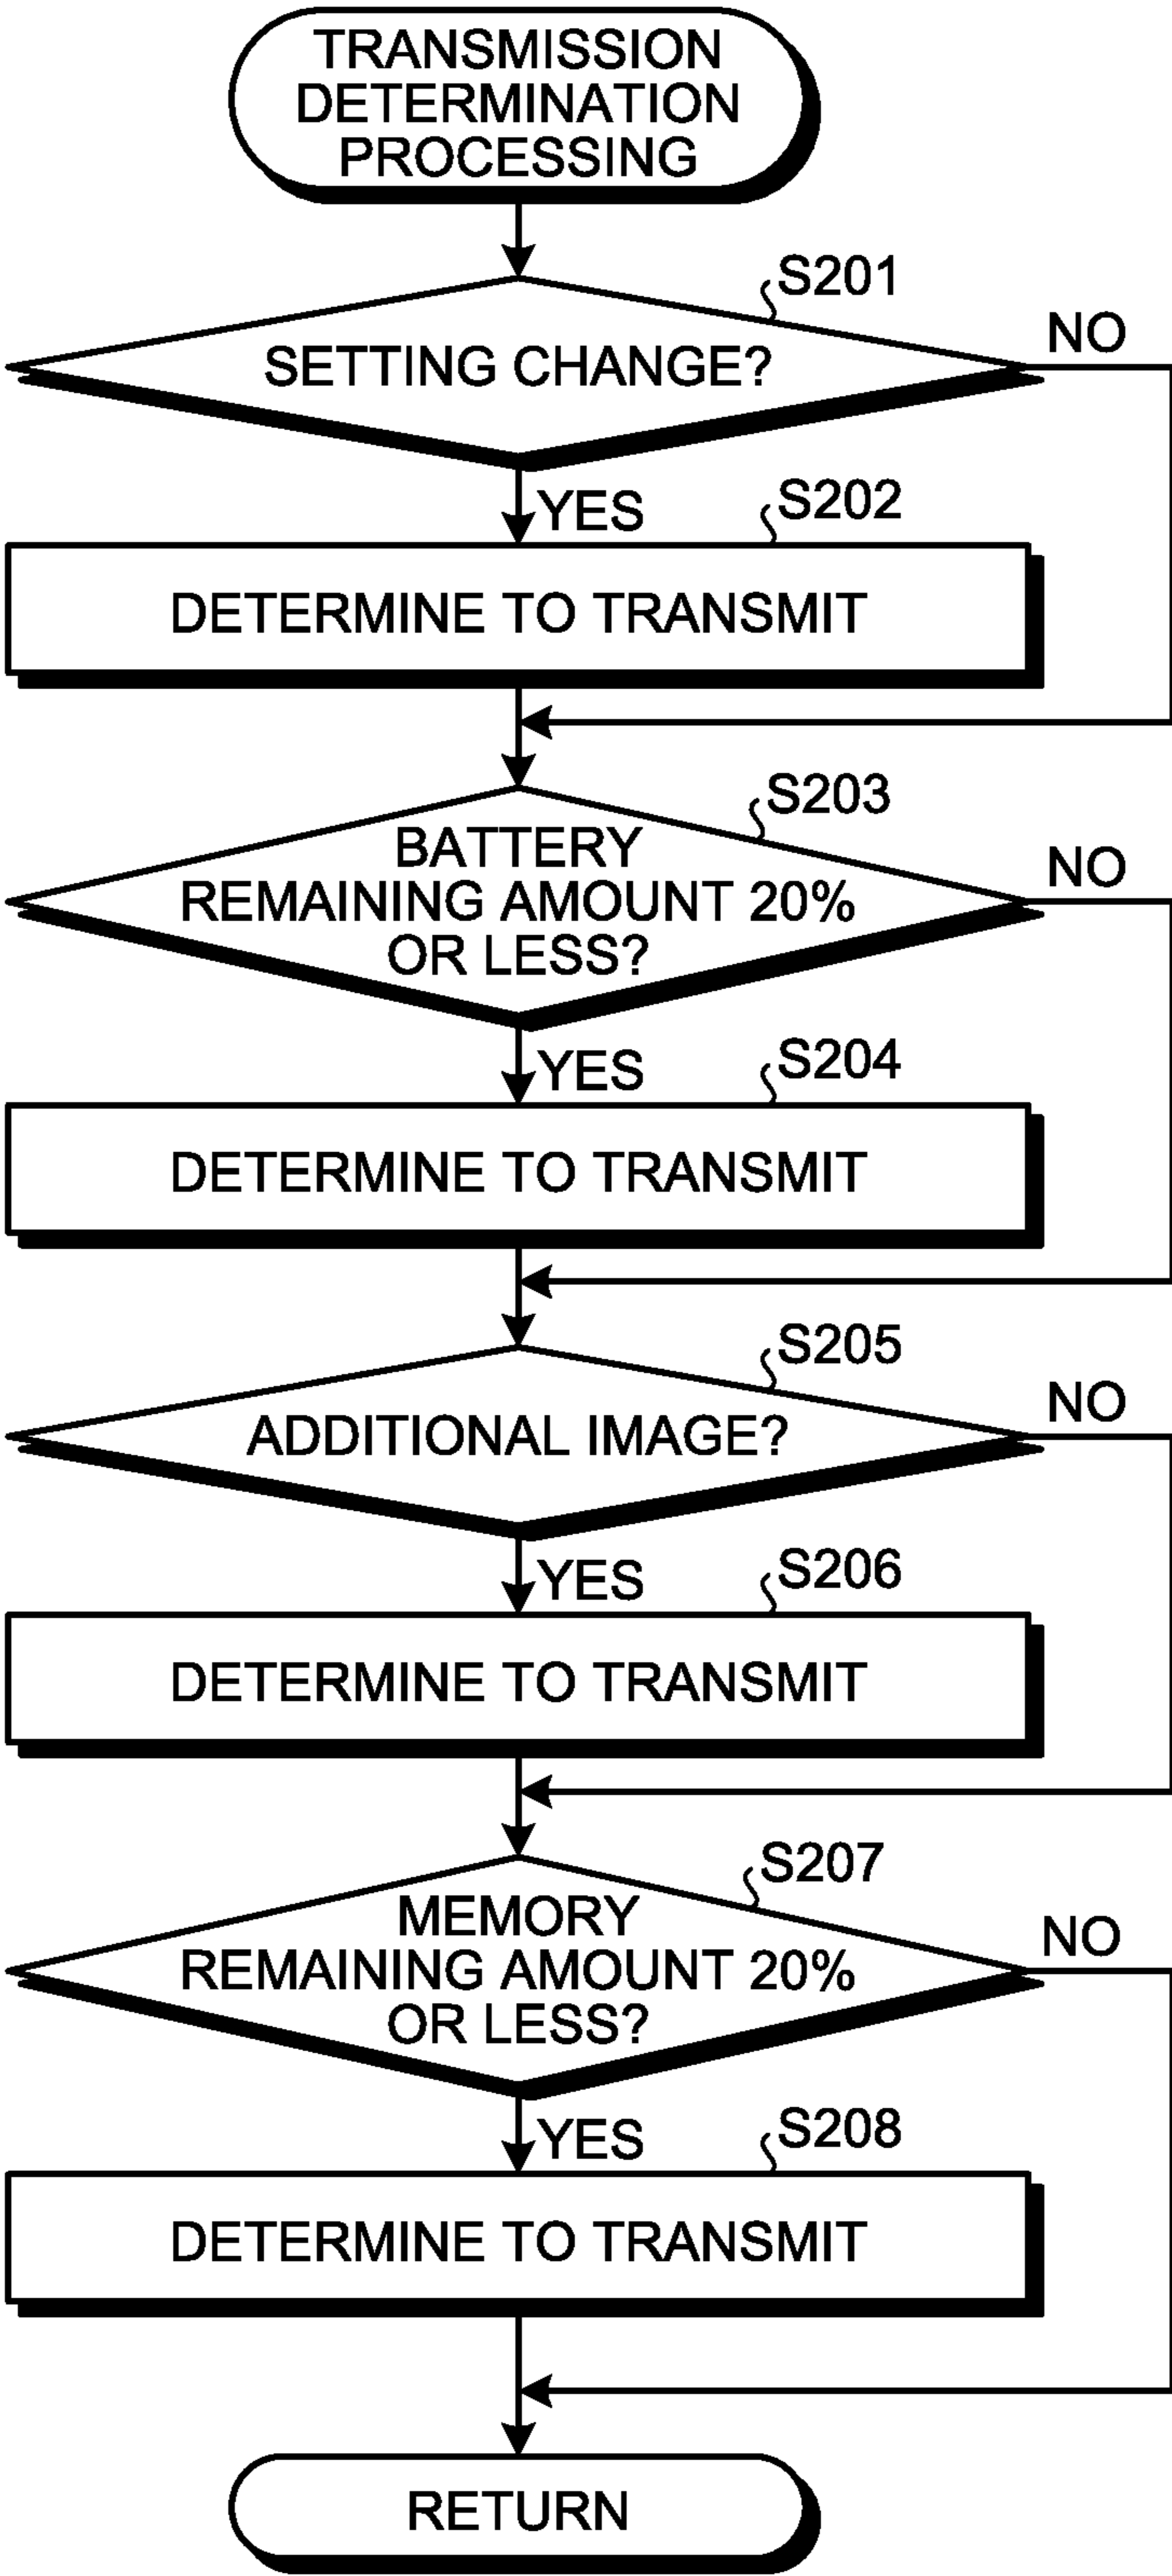 TRANSMISSION
DETERMINATION
PROCESSING
S201
SETTING CHANGE?
NO
YES
S202
DETERMINE TO TRANSMIT
S203
BATTERY
REMAINING AMOUNT 20%
OR LESS?
NO
YES
S204
DETERMINE TO TRANSMIT
S205
ADDITIONAL IMAGE?
NO
YES
S206
DETERMINE TO TRANSMIT
S207
MEMORY
REMAINING AMOUNT 20%
OR LESS?
NO
YES
S208
DETERMINE TO TRANSMIT
RETURN